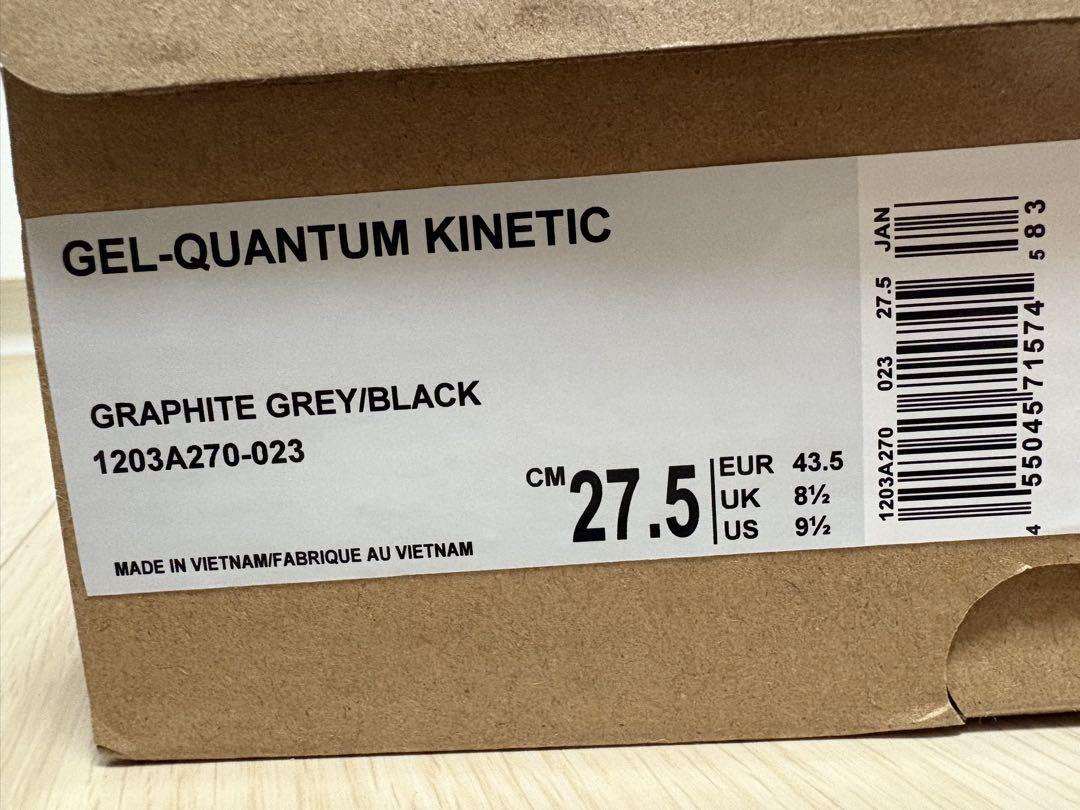 GEL-QUANTUM KINETIC
GRAPHITE GREY/BLACK
1203A270-023
CM 27.5
EUR 43.5
UK 8½
US 9½
MADE IN VIETNAM/FABRIQUE AU VIETNAM
1203A270 023 27.5 JAN
4 550457 157458 3